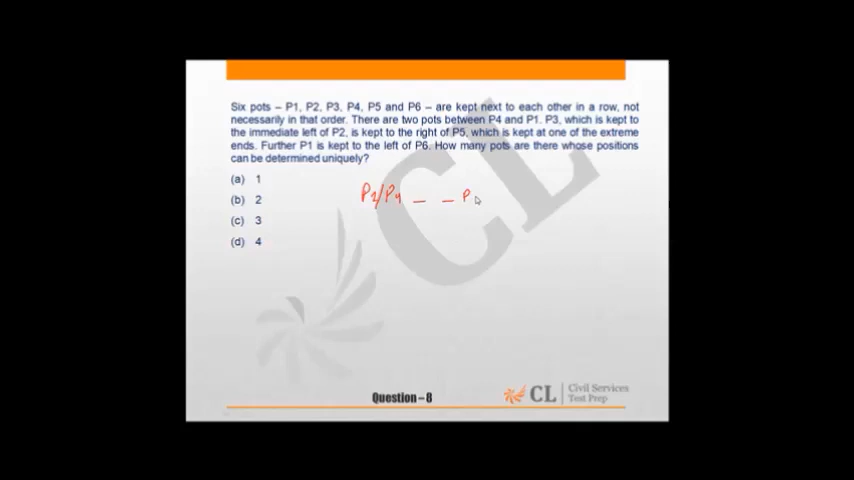 Six pots – P1, P2, P3, P4, P5 and P6 – are kept next to each other in a row, not
necessarily in that order. There are two pots between P4 and P1. P3, which is kept to
the immediate left of P2, is kept to the right of P5, which is kept at one of the extreme
ends. Further P1 is kept to the left of P6. How many pots are there whose positions
can be determined uniquely?
(a) 1
(b) 2
(c) 3
(d) 4
P1/P4 _ _ P
CL
Question – 8
CL Civil Services
Test Prep